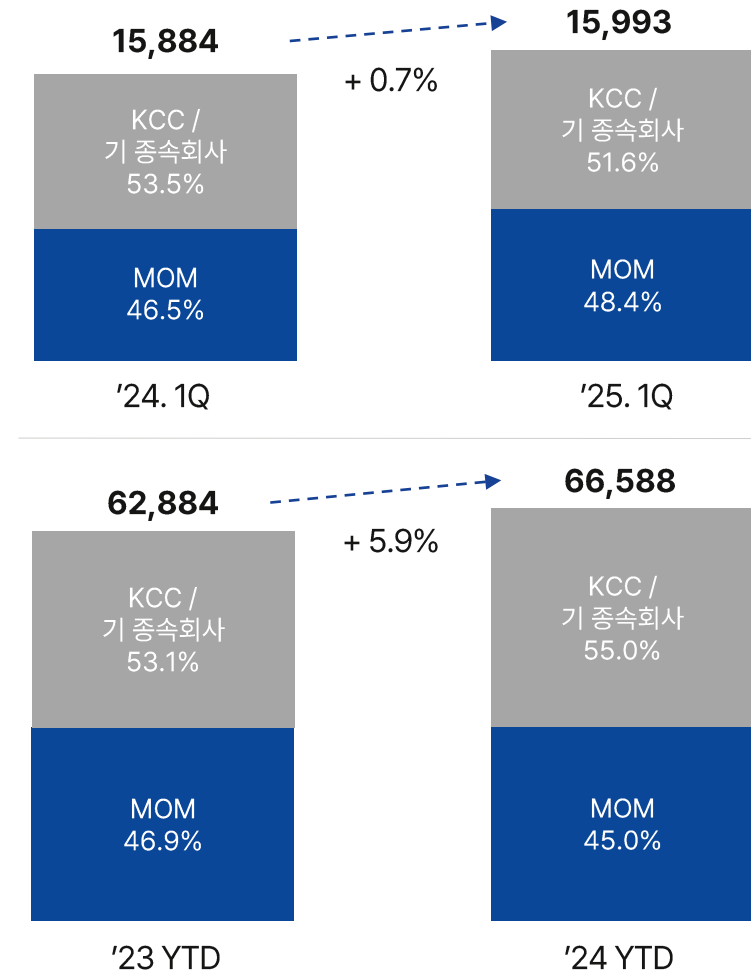 15,884
15,993
+ 0.7%
KCC /
기 종속회사
53.5%
KCC /
기 종속회사
51.6%
MOM
46.5%
MOM
48.4%
’24. 1Q
’25. 1Q
62,884
66,588
+ 5.9%
KCC /
기 종속회사
53.1%
KCC /
기 종속회사
55.0%
MOM
46.9%
MOM
45.0%
’23 YTD
’24 YTD